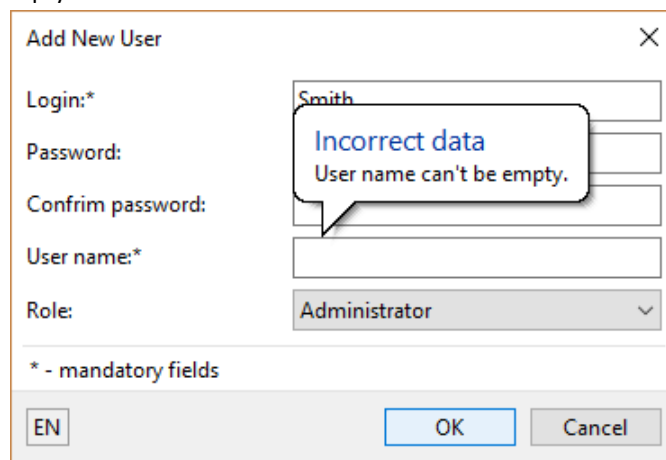 Add New User
Login:* Smith
Incorrect data
Password:
User name can't be empty.
Confrim password:
User name:*
Role: Administrator
* - mandatory fields
EN OK Cancel